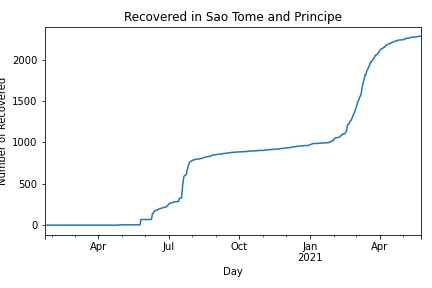 Recovered in Sao Tome and Principe
Number of Recovered
2000
1500
1000
500
0
Apr
Jul
Oct
Jan
2021
Apr
Day